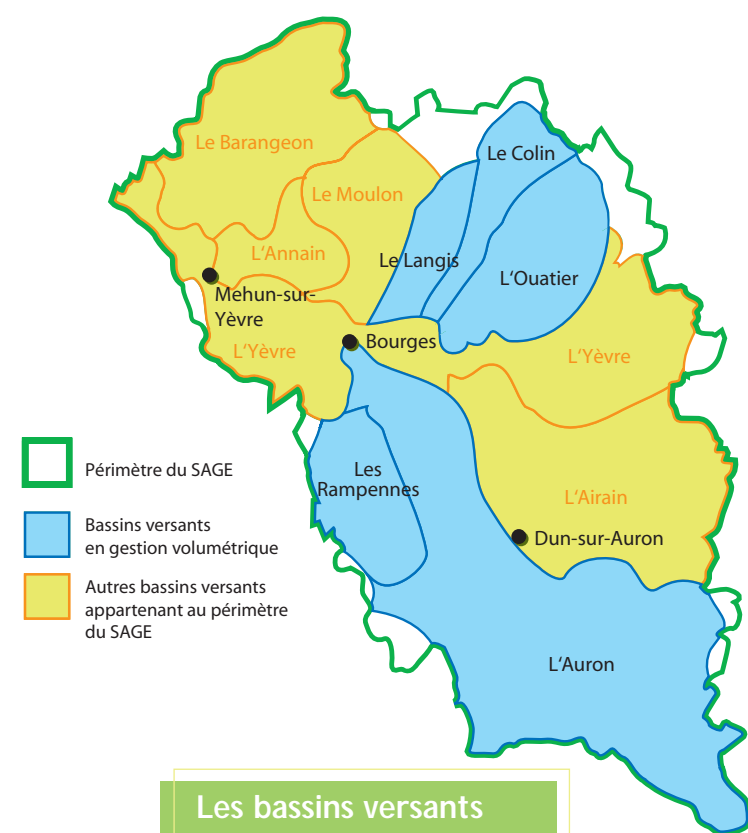 Le Barangeon
Le Colin
Le Moulon
L'Annain
Le Langis
L'Ouatier
Mehun-sur-
Yèvre
Bourges
L'Yèvre
L'Yèvre
Périmètre du SAGE
Les
Rampennes
L'Airain
Bassins versants
en gestion volumétrique
Dun-sur-Auron
Autres bassins versants
appartenant au périmètre
du SAGE
L'Auron
Les bassins versants